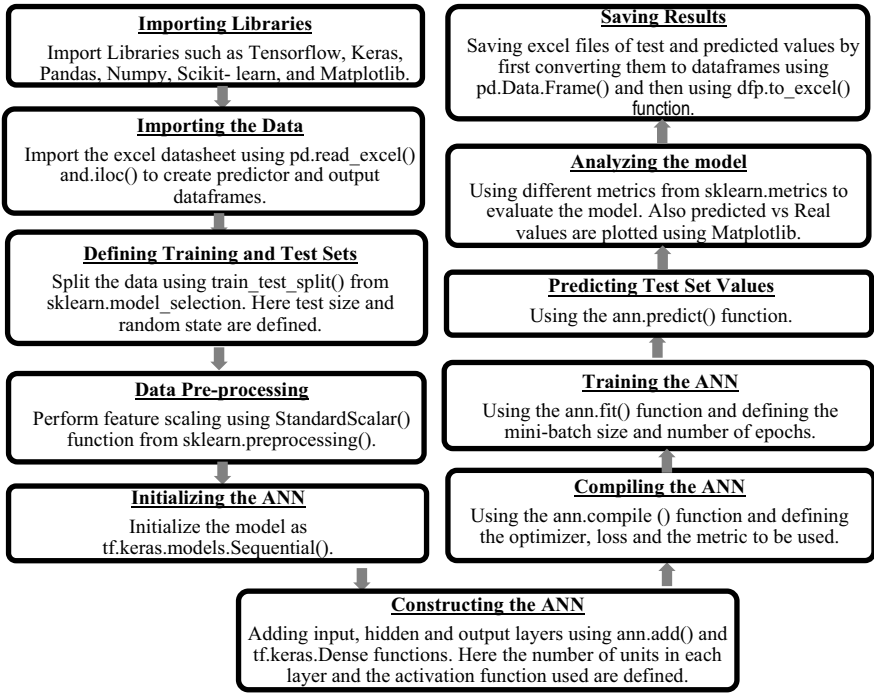 Importing Libraries
Import Libraries such as Tensorflow, Keras,
Pandas, Numpy, Scikit- learn, and Matplotlib.
Importing the Data
Import the excel datasheet using pd.read_excel()
and.iloc() to create predictor and output
dataframes.
Defining Training and Test Sets
Split the data using train_test_split() from
sklearn.model_selection. Here test size and
random state are defined.
Data Pre-processing
Perform feature scaling using StandardScalar()
function from sklearn.preprocessing().
Initializing the ANN
Initialize the model as
tf.keras.models.Sequential().
Constructing the ANN
Adding input, hidden and output layers using ann.add() and
tf.keras.Dense functions. Here the number of units in each
layer and the activation function used are defined.
Compiling the ANN
Using the ann.compile () function and defining
the optimizer, loss and the metric to be used.
Training the ANN
Using the ann.fit() function and defining the
mini-batch size and number of epochs.
Predicting Test Set Values
Using the ann.predict() function.
Analyzing the model
Using different metrics from sklearn.metrics to
evaluate the model. Also predicted vs Real
values are plotted using Matplotlib.
Saving Results
Saving excel files of test and predicted values by
first converting them to dataframes using
pd.Data.Frame() and then using dfp.to_excel()
function.